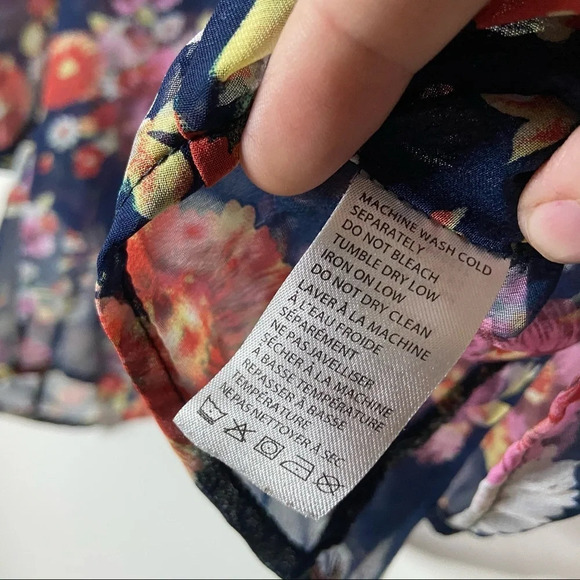 MACHINE WASH COLD
SEPARATELY
DO NOT BLEACH
TUMBLE DRY LOW
IRON ON LOW
DO NOT DRY CLEAN
LAVER À LA MACHINE
À L'EAU FROIDE
SÉPARÉMENT
NE PAS JAVELLISER
SÉCHER À LA MACHINE
À BASSE TEMPÉRATURE
REPASSER À BASSE
TEMPÉRATURE
NE PAS NETTOYER À SEC